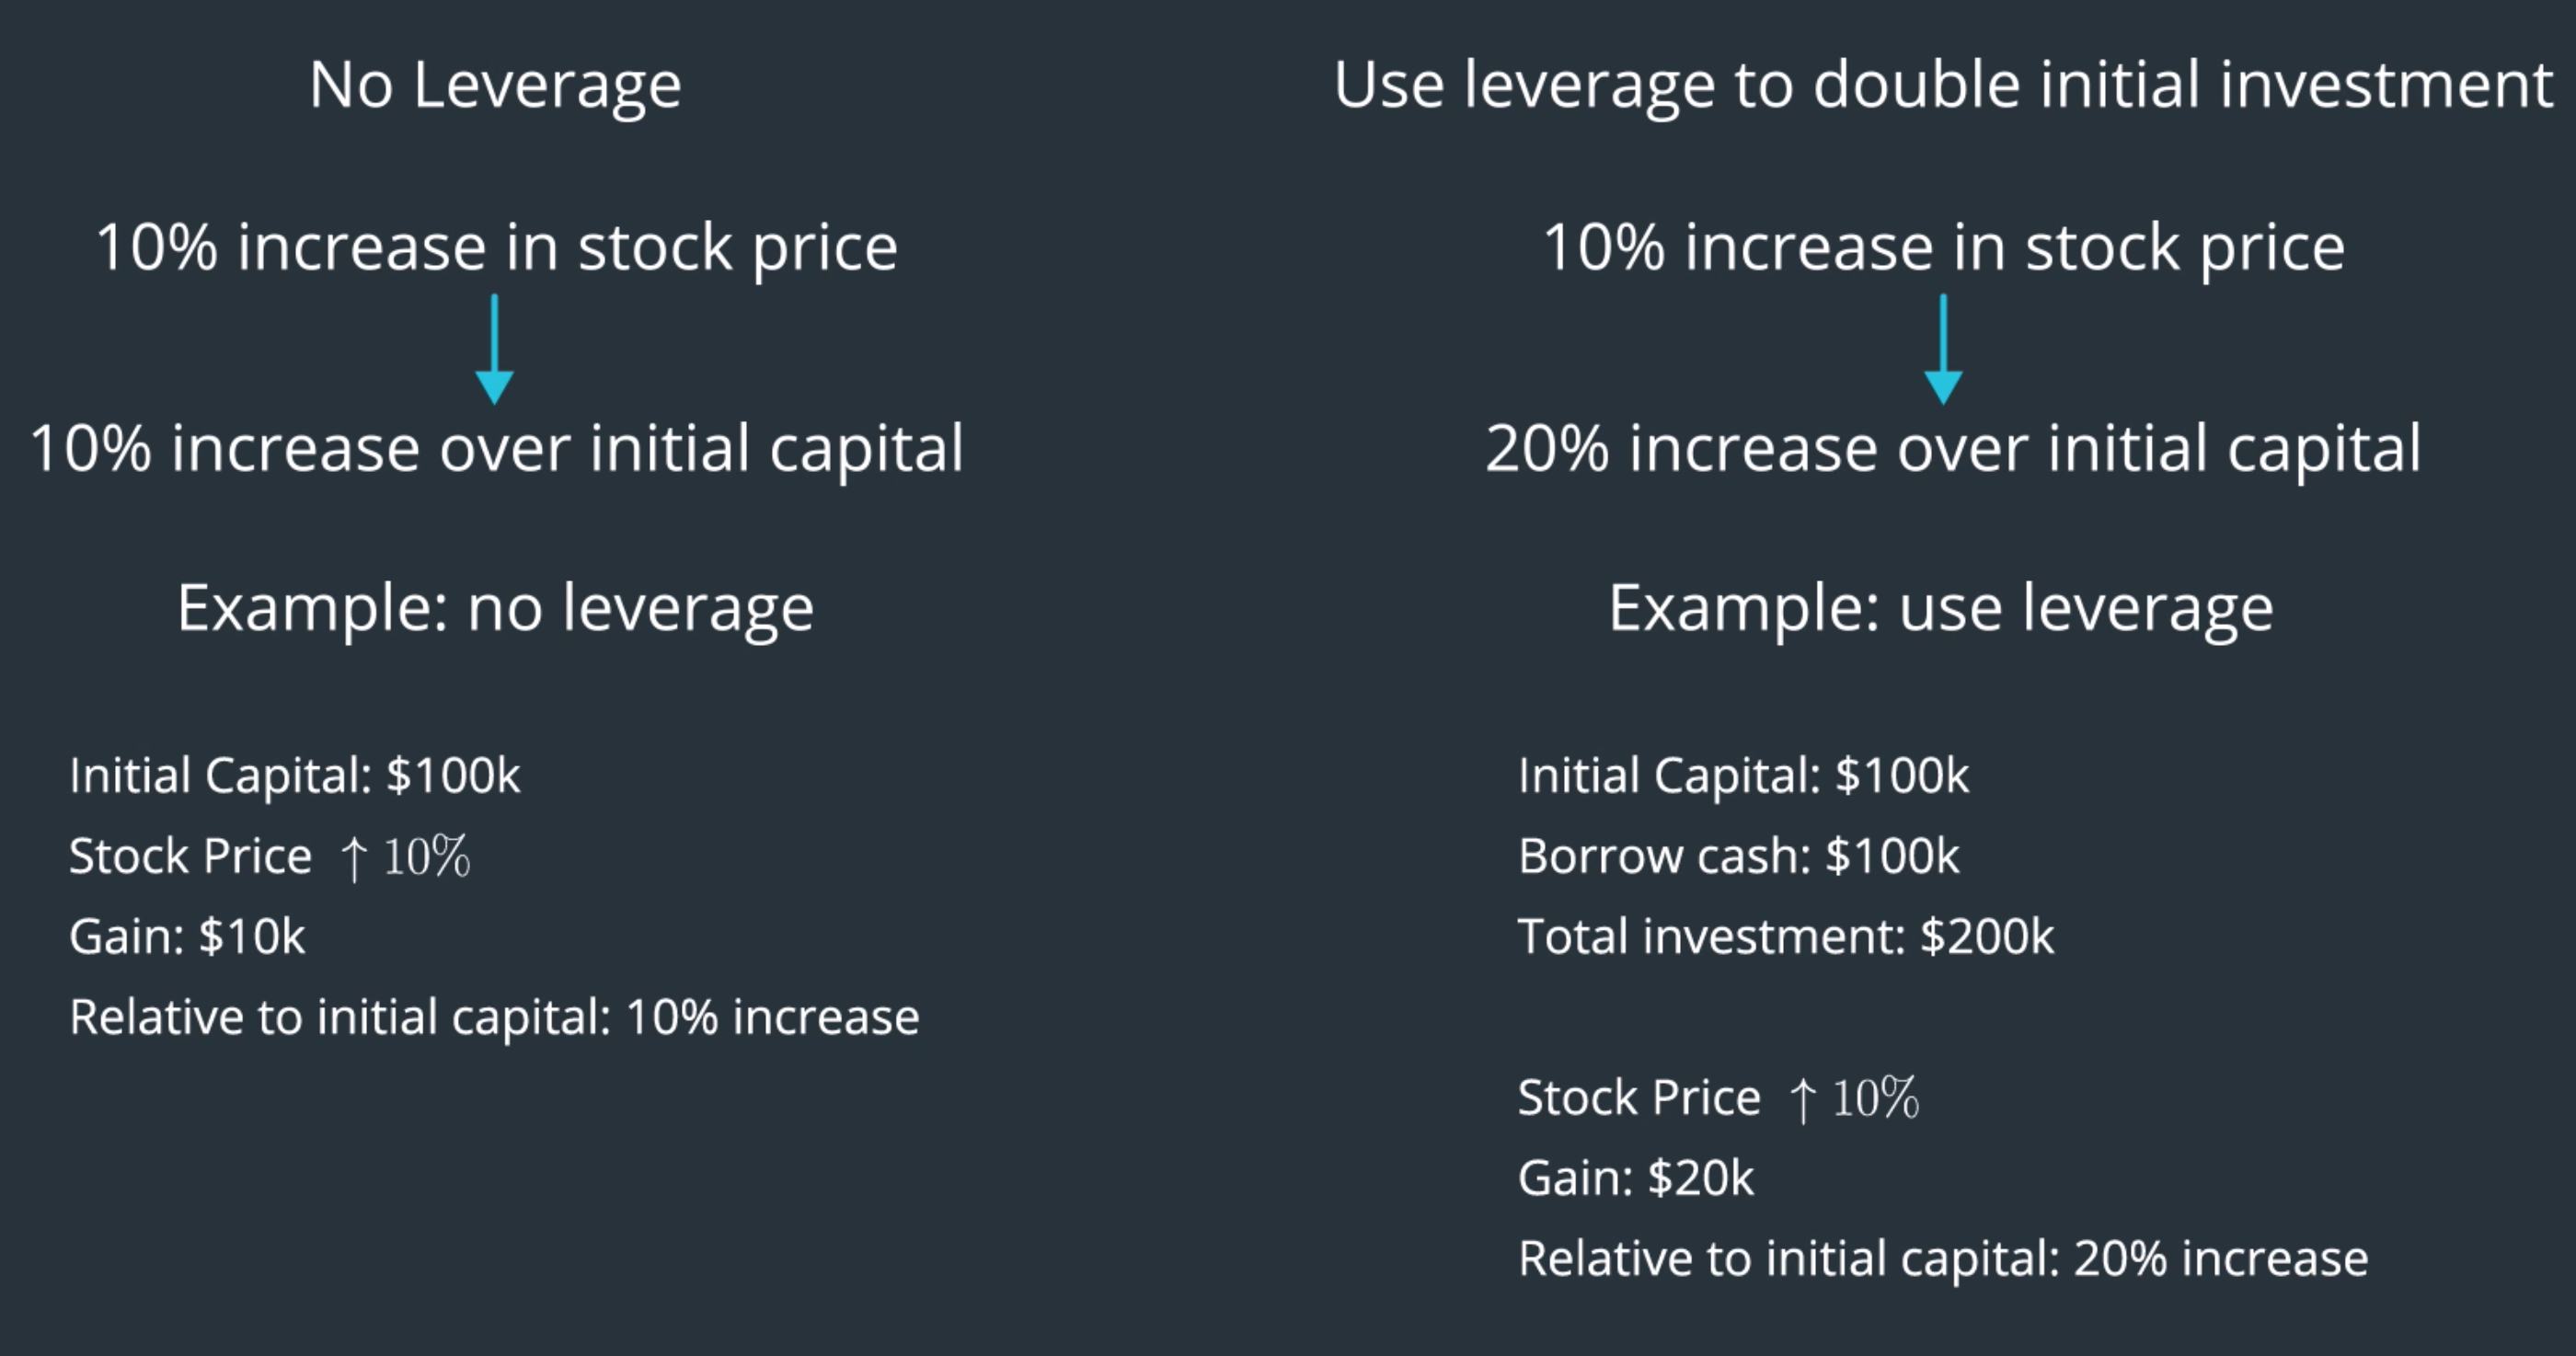 No Leverage
10% increase in stock price
10% increase over initial capital
Example: no leverage
Initial Capital: $100k
Stock Price ↑ 10%
Gain: $10k
Relative to initial capital: 10% increase
Use leverage to double initial investment
10% increase in stock price
20% increase over initial capital
Example: use leverage
Initial Capital: $100k
Borrow cash: $100k
Total investment: $200k
Stock Price ↑ 10%
Gain: $20k
Relative to initial capital: 20% increase